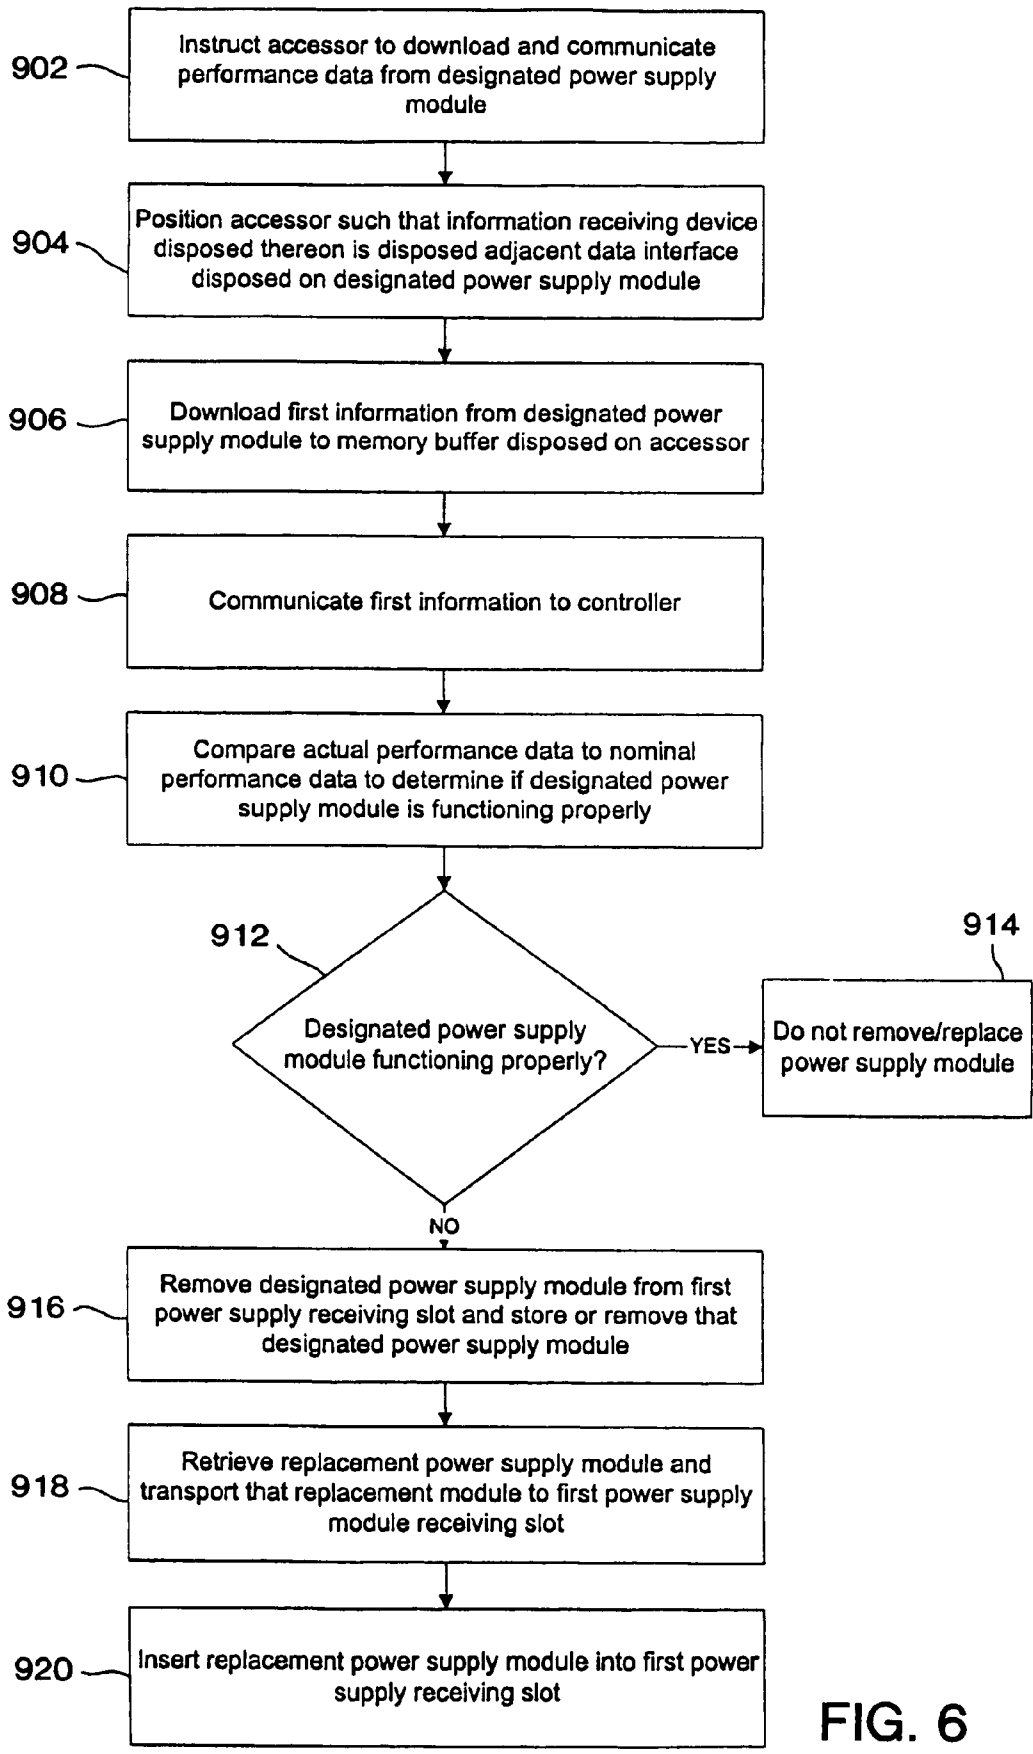 902
Instruct accessor to download and communicate
performance data from designated power supply
module
904
Position accessor such that information receiving device
disposed thereon is disposed adjacent data interface
disposed on designated power supply module
906
Download first information from designated power
supply module to memory buffer disposed on accessor
908
Communicate first information to controller
910
Compare actual performance data to nominal
performance data to determine if designated power
supply module is functioning properly
912
Designated power supply
module functioning properly?
YES
914
Do not remove/replace
power supply module
NO
916
Remove designated power supply module from first
power supply receiving slot and store or remove that
designated power supply module
918
Retrieve replacement power supply module and
transport that replacement module to first power supply
module receiving slot
920
Insert replacement power supply module into first power
supply receiving slot
FIG. 6